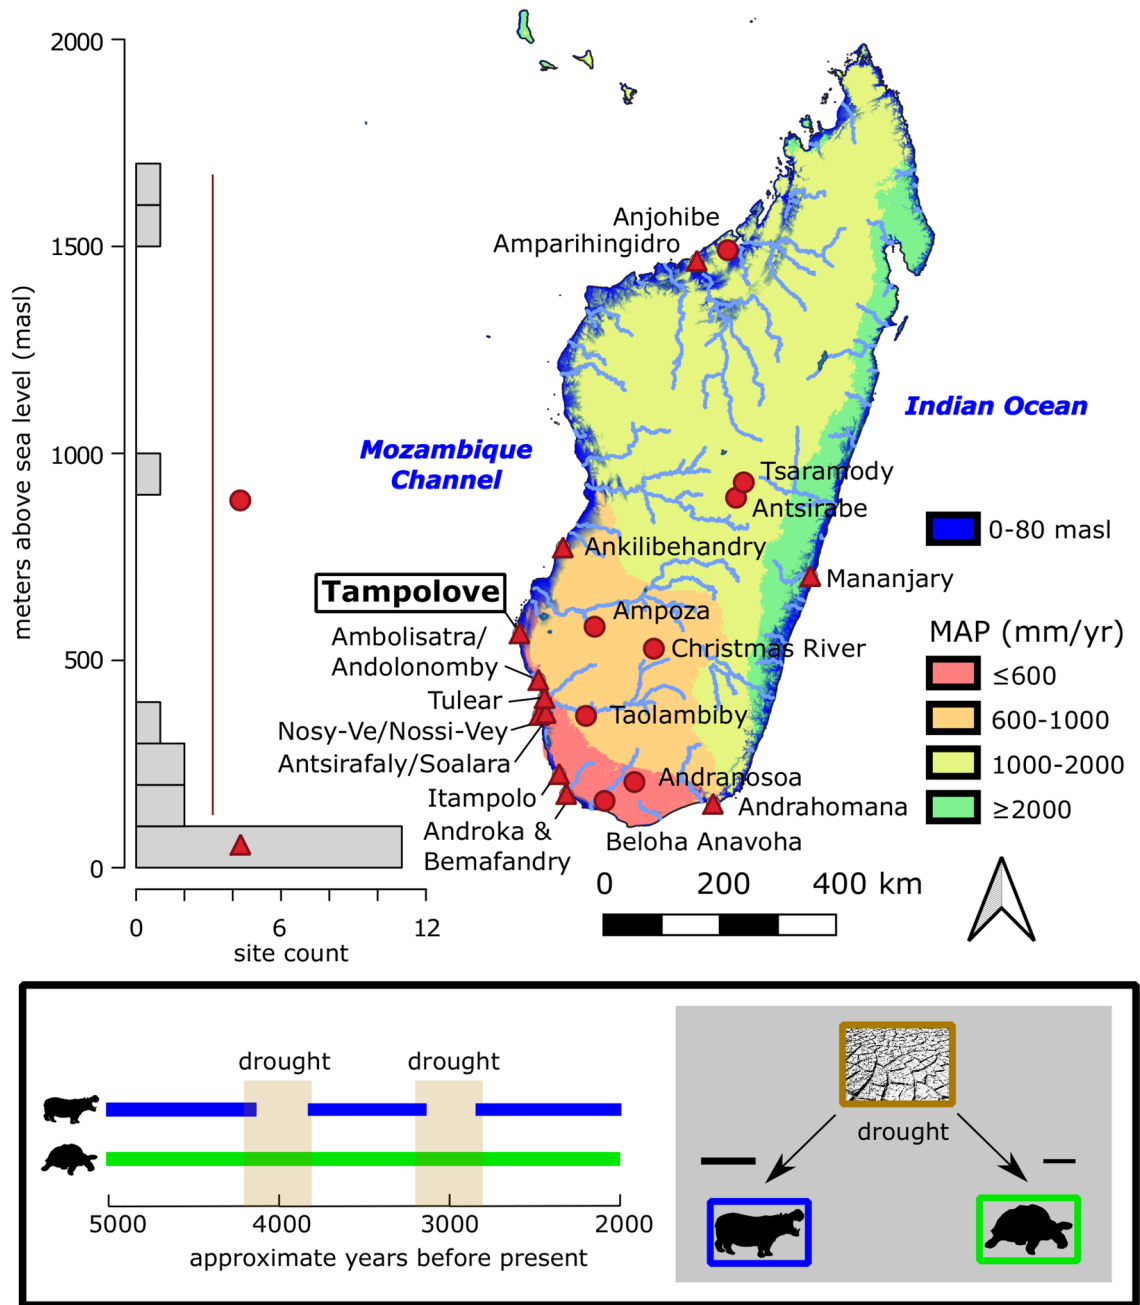 2000
1500
1000
500
0
meters above sea level (masl)
0
6
12
site count
Anjohibe
Amparihingidro
Mozambique
Channel
Indian Ocean
Tsaramody
Antsirabe
Ankilibehandry
Mananjary
Tampolove
Ampoza
Ambolisatra/
Andolonomby
Christmas River
Tulear
Taolambiby
Nosy-Ve/Nossi-Vey
Antsirafaly/Soalara
Andranosoa
Itampolo
Andrahomana
Androka &
Bemafandry
Beloha Anavoha
0-80 masl
MAP (mm/yr)
≤600
600-1000
1000-2000
≥2000
0 200 400 km
drought
drought
5000
4000
3000
2000
approximate years before present
drought